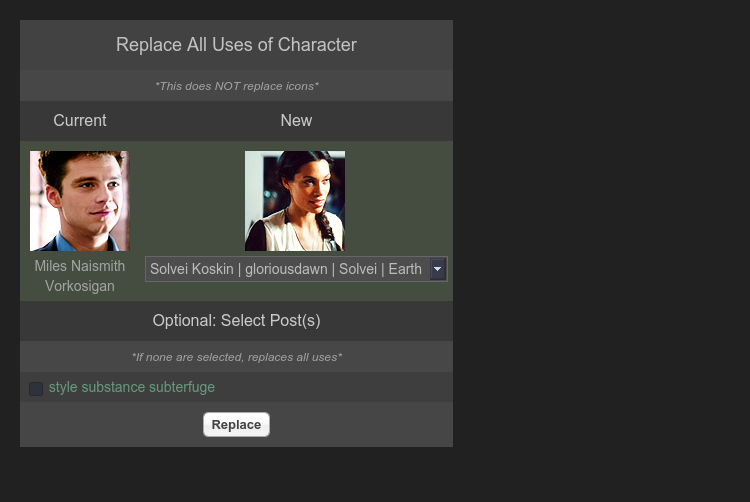 Replace All Uses of Character
*This does NOT replace icons*
Current New
Miles Naismith
Vorkosigan
Solvei Koskin | gloriousdawn | Solvei | Earth
Optional: Select Post(s)
*If none are selected, replaces all uses*
style substance subterfuge
Replace